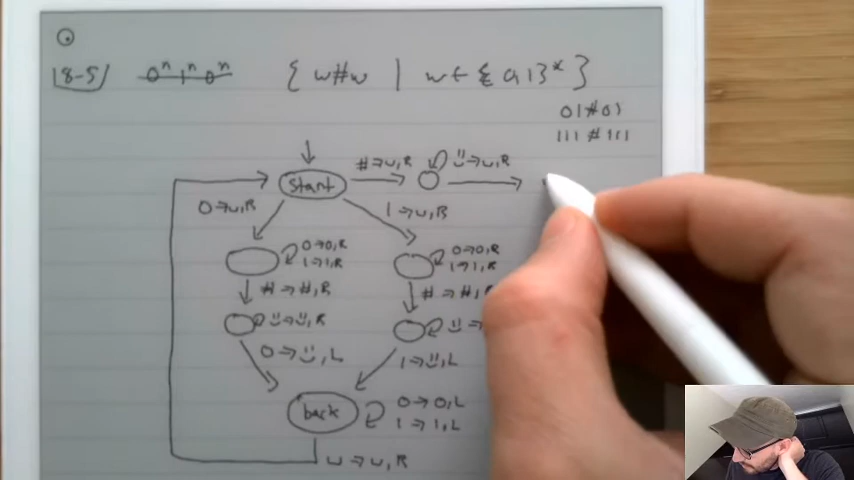 18-5/ 0ⁿ1ⁿ0ⁿ { w#w | w ∈ {0,1}* }
01#01
111#111
# → ⊔,R
ت → ⊔,R
start
0 → ⊔,R
1 → ⊔,R
0 → 0,R
1 → 1,R
0 → 0,R
1 → 1,R
# → #,R
# → #,R
ت → ت,R
ت →
0 → ت,L
1 → ت,L
back
0 → 0,L
1 → 1,L
⊔ → ⊔,R